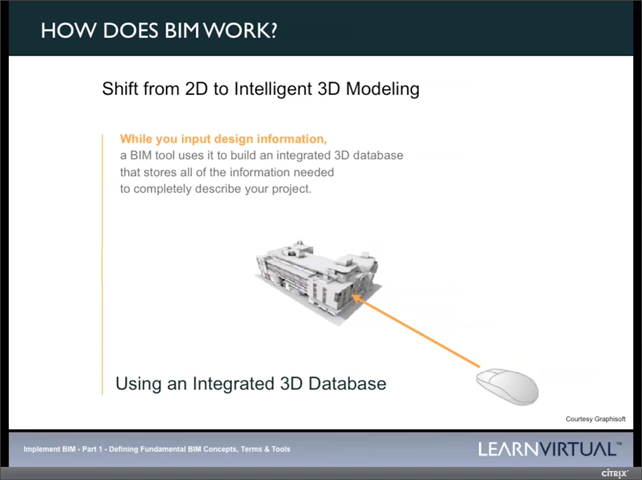 HOW DOES BIM WORK?
Shift from 2D to Intelligent 3D Modeling
While you input design information,
a BIM tool uses it to build an integrated 3D database
that stores all of the information needed
to completely describe your project.
Using an Integrated 3D Database
Courtesy Graphisoft
Implement BIM - Part 1 - Defining Fundamental BIM Concepts, Terms & Tools
LEARNVIRTUAL™
CITRIX